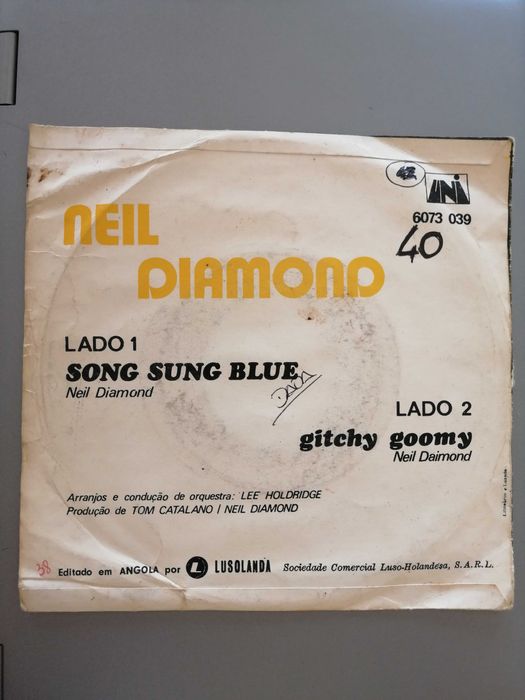 UNI
6073 039
40
NEIL
DIAMOND
LADO 1
SONG SUNG BLUE
Neil Diamond
DADA
LADO 2
gitchy goomy
Neil Daimond
Arranjos e condução de orquestra: LEE HOLDRIDGE
Produção de TOM CATALANO / NEIL DIAMOND
38 Editado em ANGOLA por L LUSOLANDA Sociedade Comercial Luso-Holandesa, S.A.R.L.